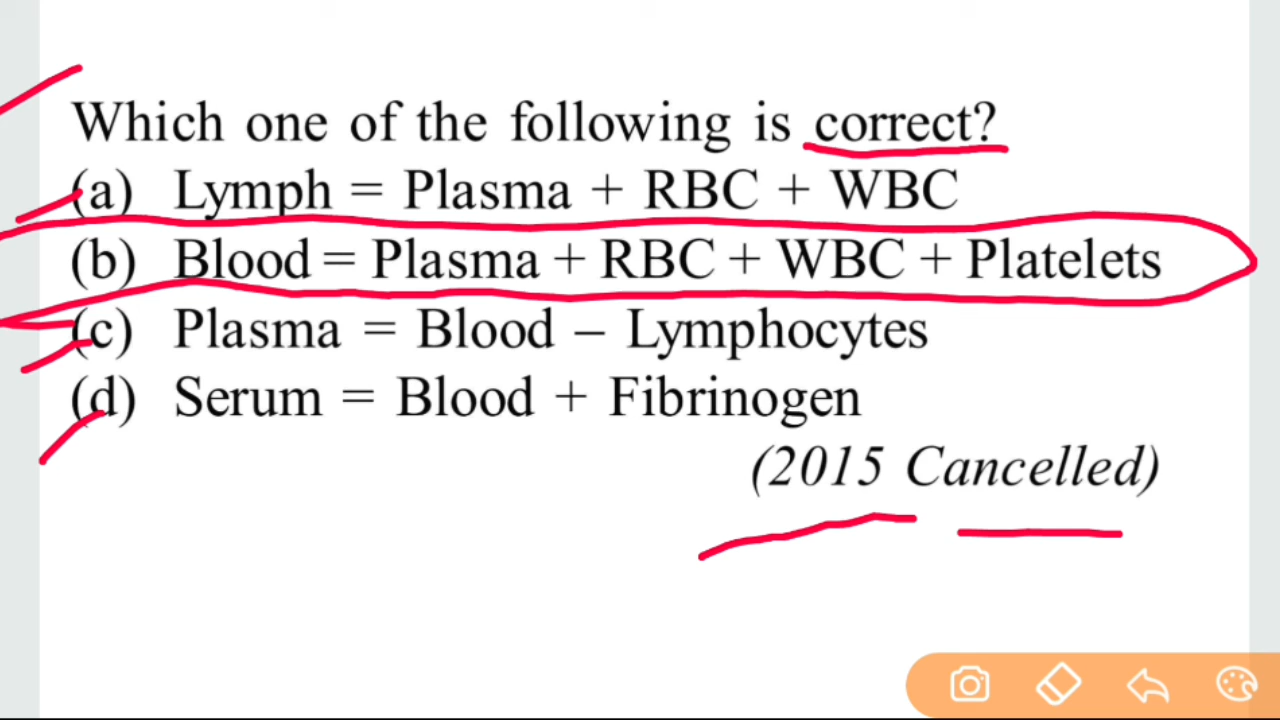 Which one of the following is correct?
(a) Lymph = Plasma + RBC + WBC
(b) Blood = Plasma + RBC + WBC + Platelets
(c) Plasma = Blood – Lymphocytes
(d) Serum = Blood + Fibrinogen
(2015 Cancelled)